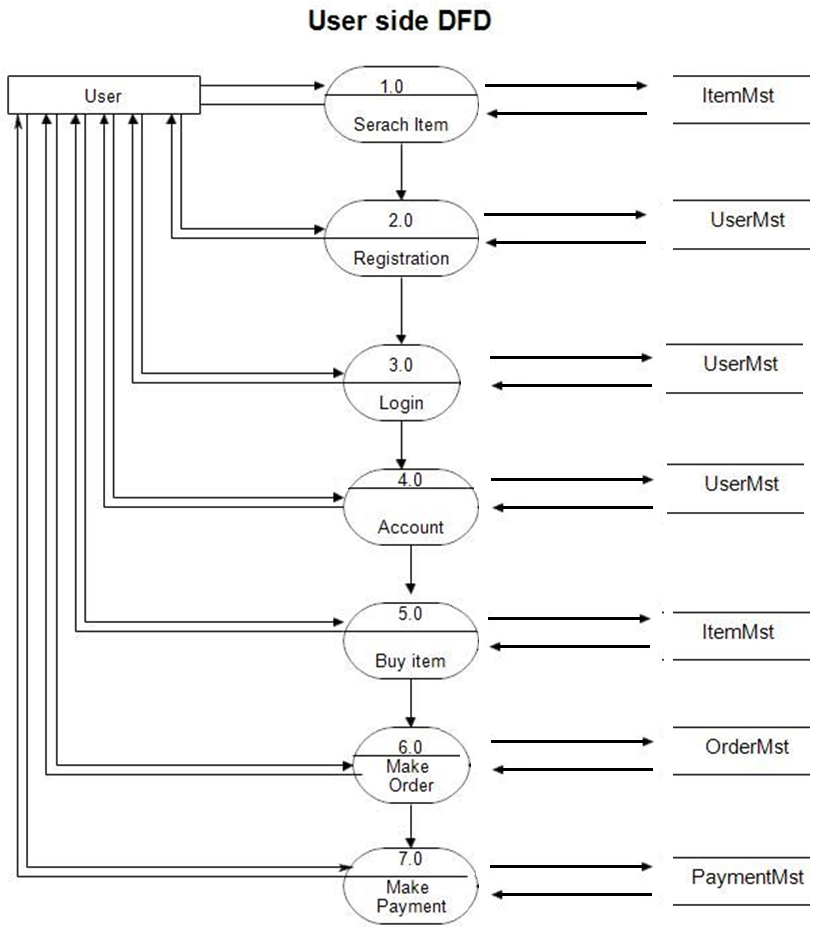 User side DFD
User
1.0
Serach Item
ItemMst
2.0
Registration
UserMst
3.0
Login
UserMst
4.0
Account
UserMst
5.0
Buy item
ItemMst
6.0
Make
Order
OrderMst
7.0
Make
Payment
PaymentMst